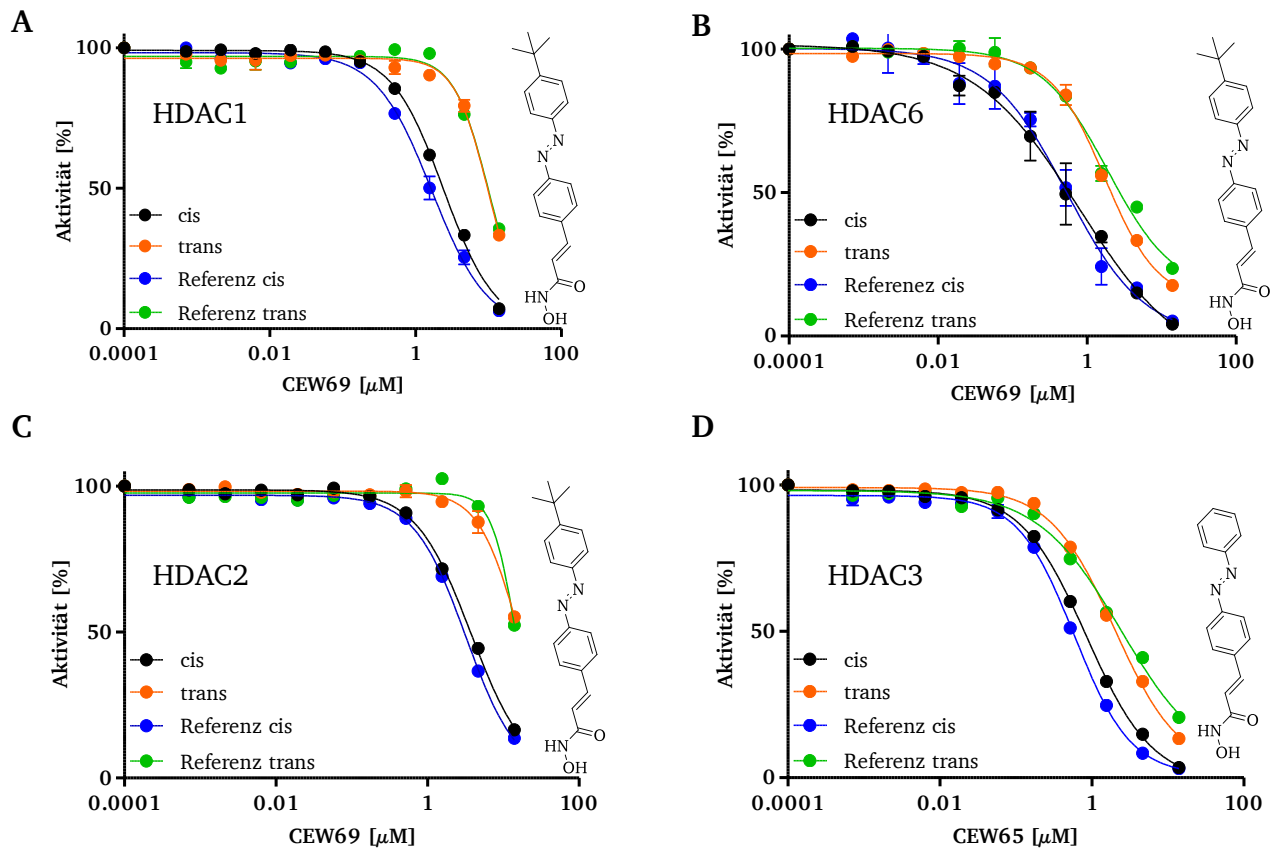 A
100
50
0
Aktivität [%]
HDAC1
cis
trans
Referenz cis
Referenz trans
0.0001
0.01
1
100
CEW69 [μM]
N
N
O
HN
OH
B
100
50
0
Aktivität [%]
HDAC6
cis
trans
Referenez cis
Referenz trans
0.0001
0.01
1
100
CEW69 [μM]
N
N
O
HN
OH
C
100
50
0
Aktivität [%]
HDAC2
cis
trans
Referenz cis
Referenz trans
0.0001
0.01
1
100
CEW69 [μM]
N
N
O
HN
OH
D
100
50
0
Aktivität [%]
HDAC3
cis
trans
Referenz cis
Referenz trans
0.0001
0.01
1
100
CEW65 [μM]
N
N
O
HN
OH